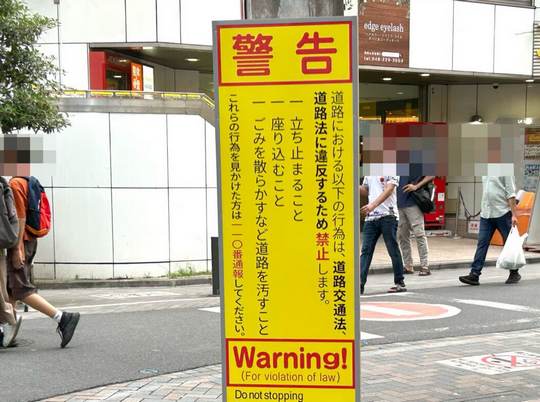 警告
道路における以下の行為は、道路交通法、
道路法に違反するため禁止します。
一 立ち止まること
一 座り込むこと
一 ごみを散らかすなど道路を汚すこと
これらの行為を見かけた方は一一〇番通報してください。
Warning!
(For violation of law)
Do not stopping
edge eyelash